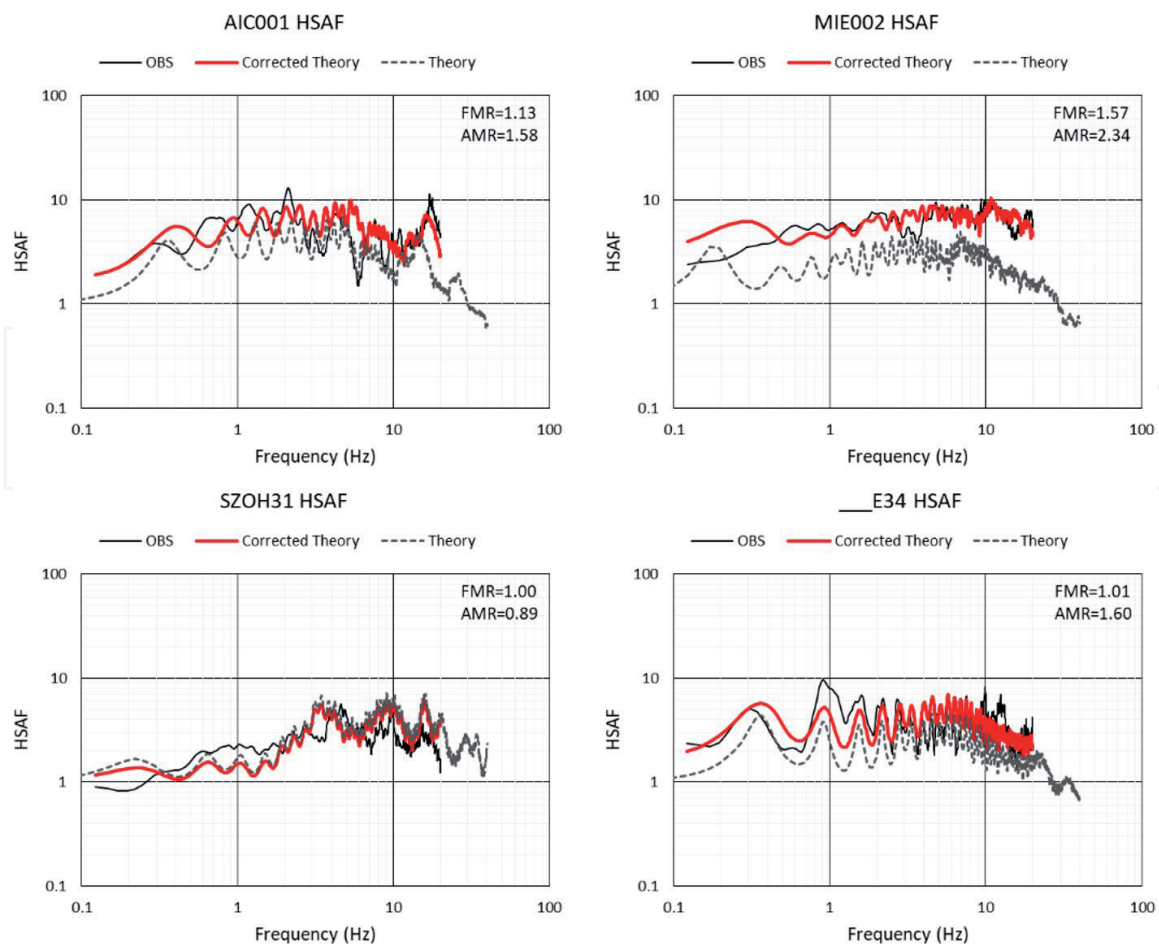 AIC001 HSAF
OBS Corrected Theory Theory
FMR=1.13
AMR=1.58
HSAF
100
10
1
0.1
0.1 1 10 100
Frequency (Hz)
MIE002 HSAF
OBS Corrected Theory Theory
FMR=1.57
AMR=2.34
HSAF
100
10
1
0.1
0.1 1 10 100
Frequency (Hz)
SZOH31 HSAF
OBS Corrected Theory Theory
FMR=1.00
AMR=0.89
HSAF
100
10
1
0.1
0.1 1 10 100
Frequency (Hz)
___E34 HSAF
OBS Corrected Theory Theory
FMR=1.01
AMR=1.60
HSAF
100
10
1
0.1
0.1 1 10 100
Frequency (Hz)